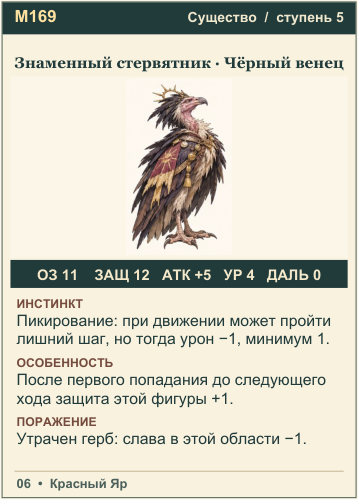 M169
Существо / ступень 5
Знаменный стервятник · Чёрный венец
ОЗ 11 ЗАЩ 12 АТК +5 УР 4 ДАЛЬ 0
ИНСТИНКТ
Пикирование: при движении может пройти
лишний шаг, но тогда урон −1, минимум 1.
ОСОБЕННОСТЬ
После первого попадания до следующего
хода защита этой фигуры +1.
ПОРАЖЕНИЕ
Утрачен герб: слава в этой области −1.
06 • Красный Яр